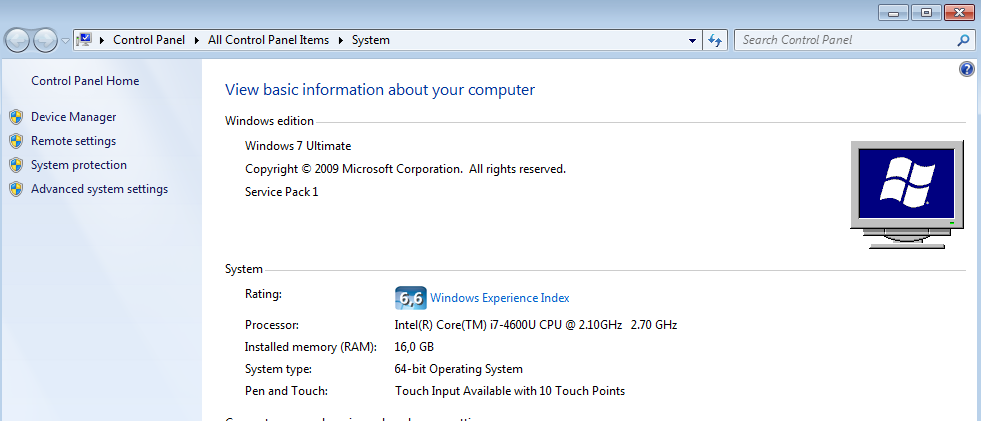 Control Panel ▸ All Control Panel Items ▸ System
Search Control Panel
Control Panel Home
Device Manager
Remote settings
System protection
Advanced system settings
View basic information about your computer
Windows edition
Windows 7 Ultimate
Copyright © 2009 Microsoft Corporation. All rights reserved.
Service Pack 1
System
Rating: 6,6 Windows Experience Index
Processor: Intel(R) Core(TM) i7-4600U CPU @ 2.10GHz 2.70 GHz
Installed memory (RAM): 16,0 GB
System type: 64-bit Operating System
Pen and Touch: Touch Input Available with 10 Touch Points